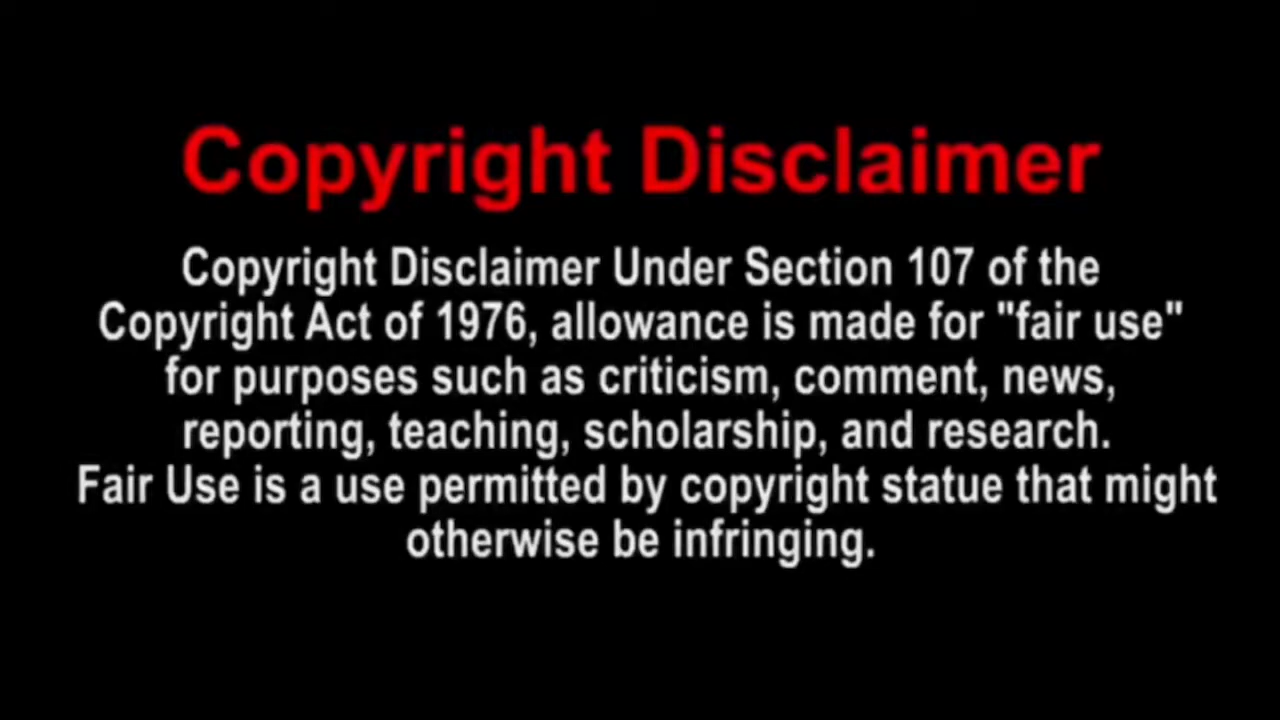 Copyright Disclaimer
Copyright Disclaimer Under Section 107 of the
Copyright Act of 1976, allowance is made for "fair use"
for purposes such as criticism, comment, news,
reporting, teaching, scholarship, and research.
Fair Use is a use permitted by copyright statue that might
otherwise be infringing.